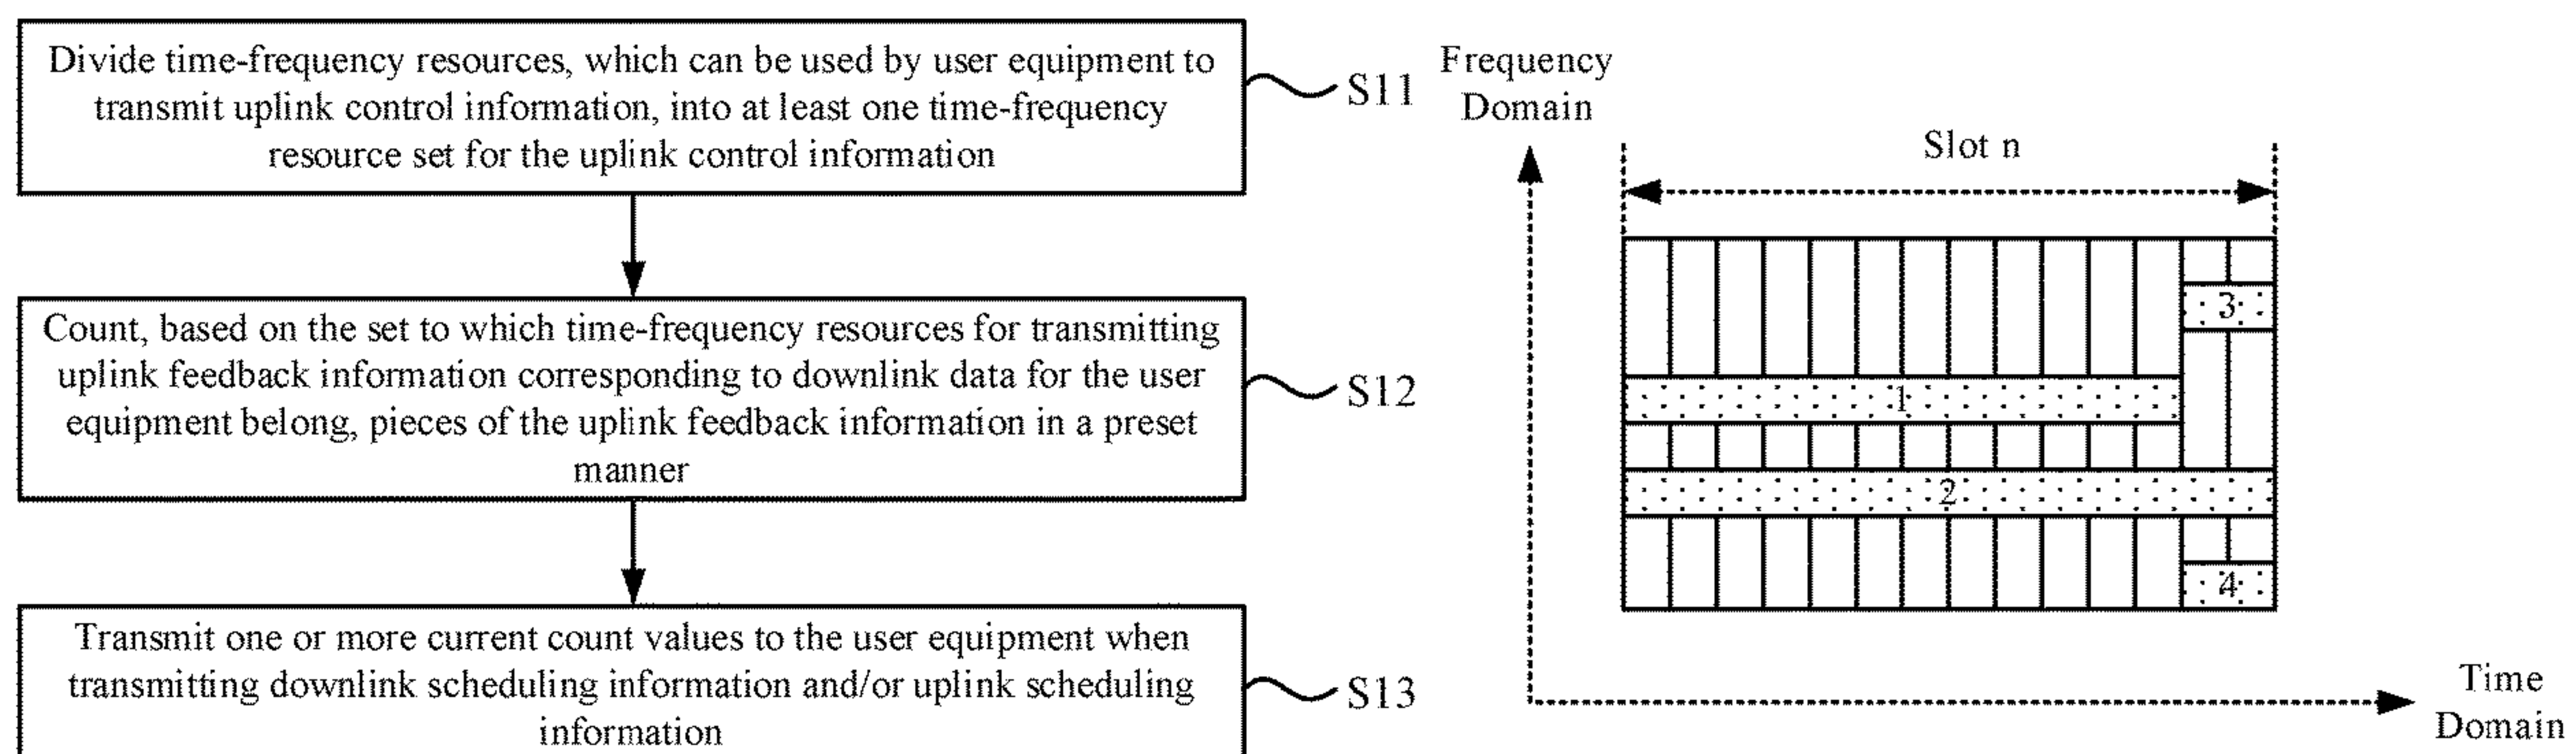 Divide time-frequency resources, which can be used by user equipment to
transmit uplink control information, into at least one time-frequency
resource set for the uplink control information
S11
Count, based on the set to which time-frequency resources for transmitting
uplink feedback information corresponding to downlink data for the user
equipment belong, pieces of the uplink feedback information in a preset
manner
S12
Transmit one or more current count values to the user equipment when
transmitting downlink scheduling information and/or uplink scheduling
information
S13
Frequency
Domain
Slot n
3
1
2
4
Time
Domain